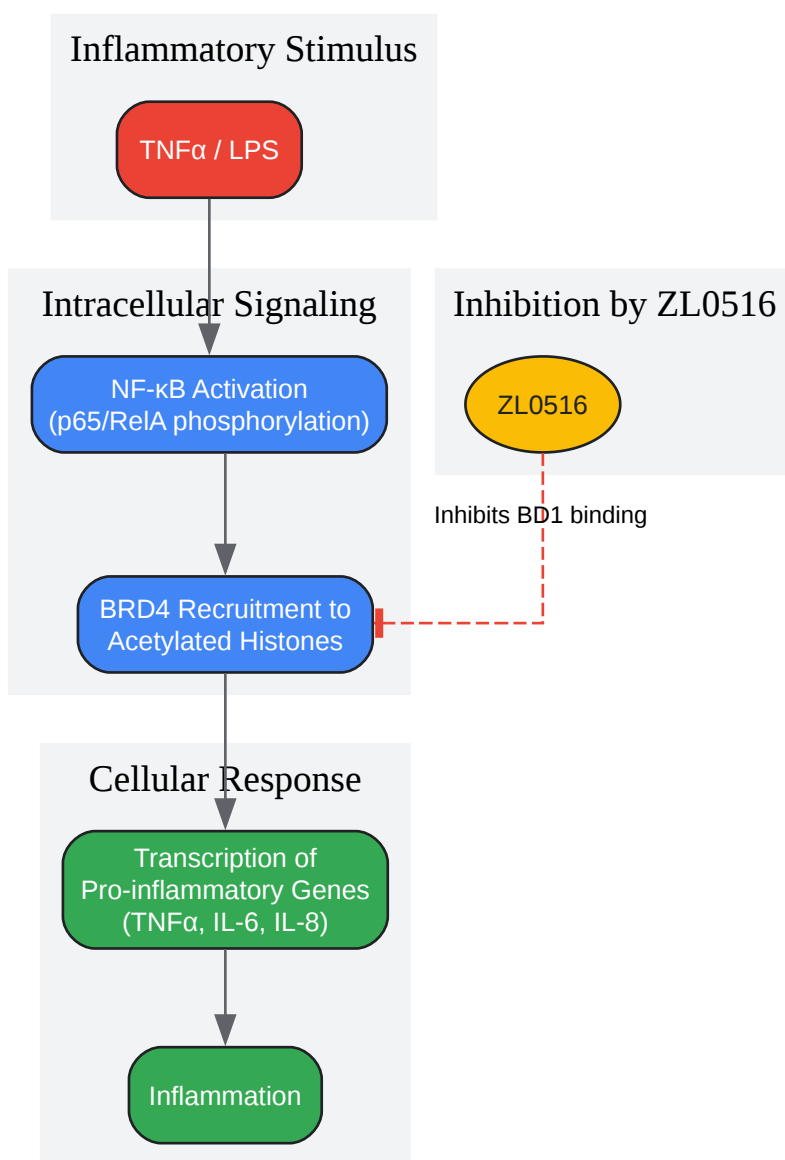 Inflammatory Stimulus
TNFα / LPS
Intracellular Signaling
NF-κB Activation
(p65/RelA phosphorylation)
Inhibition by ZL0516
ZL0516
Inhibits BD1 binding
BRD4 Recruitment to
Acetylated Histones
Cellular Response
Transcription of
Pro-inflammatory Genes
(TNFα, IL-6, IL-8)
Inflammation